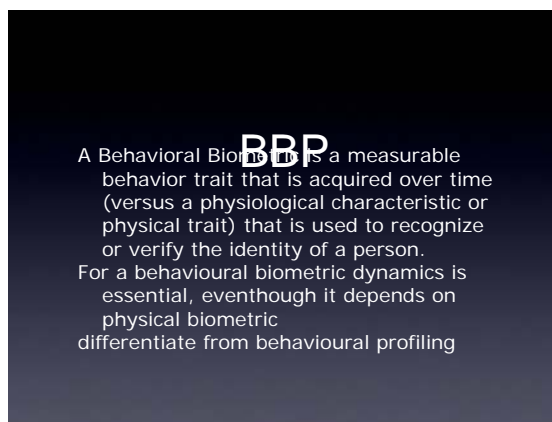 BBP
A Behavioral Biometric is a measurable
behavior trait that is acquired over time
(versus a physiological characteristic or
physical trait) that is used to recognize
or verify the identity of a person.
For a behavioural biometric dynamics is
essential, eventhough it depends on
physical biometric
differentiate from behavioural profiling